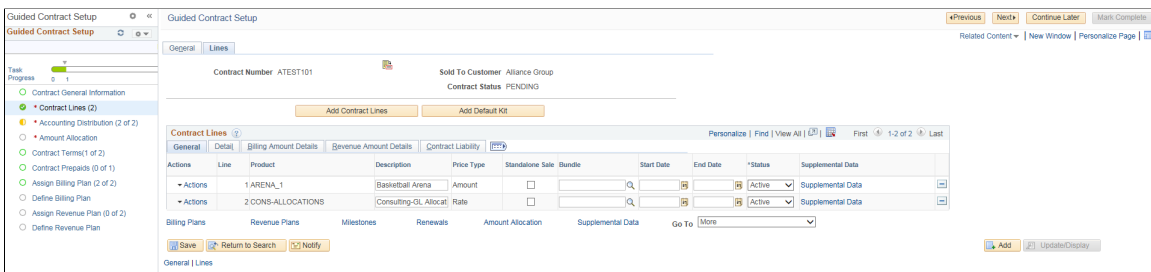 Guided Contract Setup
Guided Contract Setup
Previous Next Continue Later Mark Complete
Guided Contract Setup
Related Content New Window | Personalize Page |
General Lines
Task
Progress 0 1
Contract Number ATEST101 Sold To Customer Alliance Group
Contract Status PENDING
Contract General Information
* Contract Lines (2)
* Accounting Distribution (2 of 2)
* Amount Allocation
Contract Terms(1 of 2)
Contract Prepaids (0 of 1)
Assign Billing Plan (2 of 2)
Define Billing Plan
Assign Revenue Plan (0 of 2)
Define Revenue Plan
Add Contract Lines Add Default Kit
Contract Lines Personalize | Find | View All | | First 1-2 of 2 Last
General Detail Billing Amount Details Revenue Amount Details Contract Liability
Actions Line Product Description Price Type Standalone Sale Bundle Start Date End Date *Status Supplemental Data
Actions 1 ARENA_1 Basketball Arena Amount Active Supplemental Data
Actions 2 CONS-ALLOCATIONS Consulting-GL Allocat Rate Active Supplemental Data
Billing Plans Revenue Plans Milestones Renewals Amount Allocation Supplemental Data Go To More
Save Return to Search Notify Add Update/Display
General | Lines